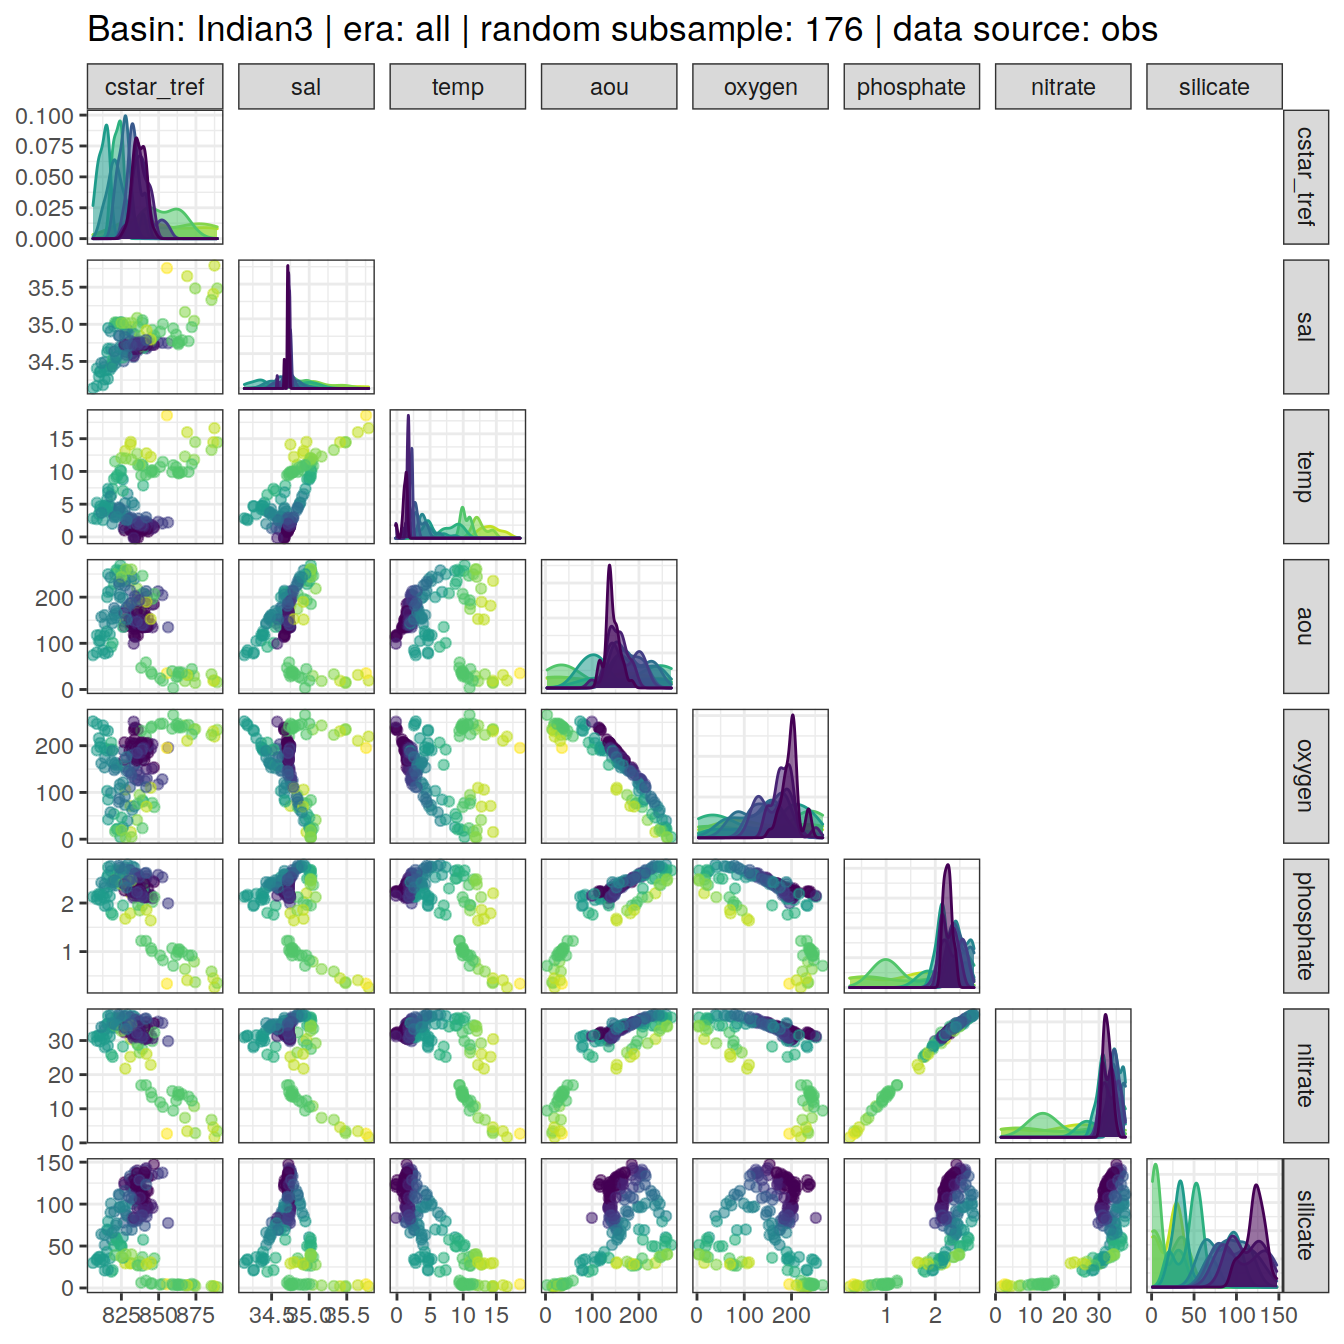 Basin: Indian3 | era: all | random subsample: 176 | data source: obs
cstar_tref sal temp aou oxygen phosphate nitrate silicate
0.100
0.075
0.050
0.025
0.000
cstar_tref
35.5
35.0
34.5
sal
15
10
5
0
temp
200
100
0
aou
200
100
0
oxygen
2
1
phosphate
30
20
10
0
nitrate
150
100
50
0
silicate
825 850 875 34.5 35.0 35.5 0 5 10 15 0 100 200 0 100 200 1 2 0 10 20 30 0 50 100 150